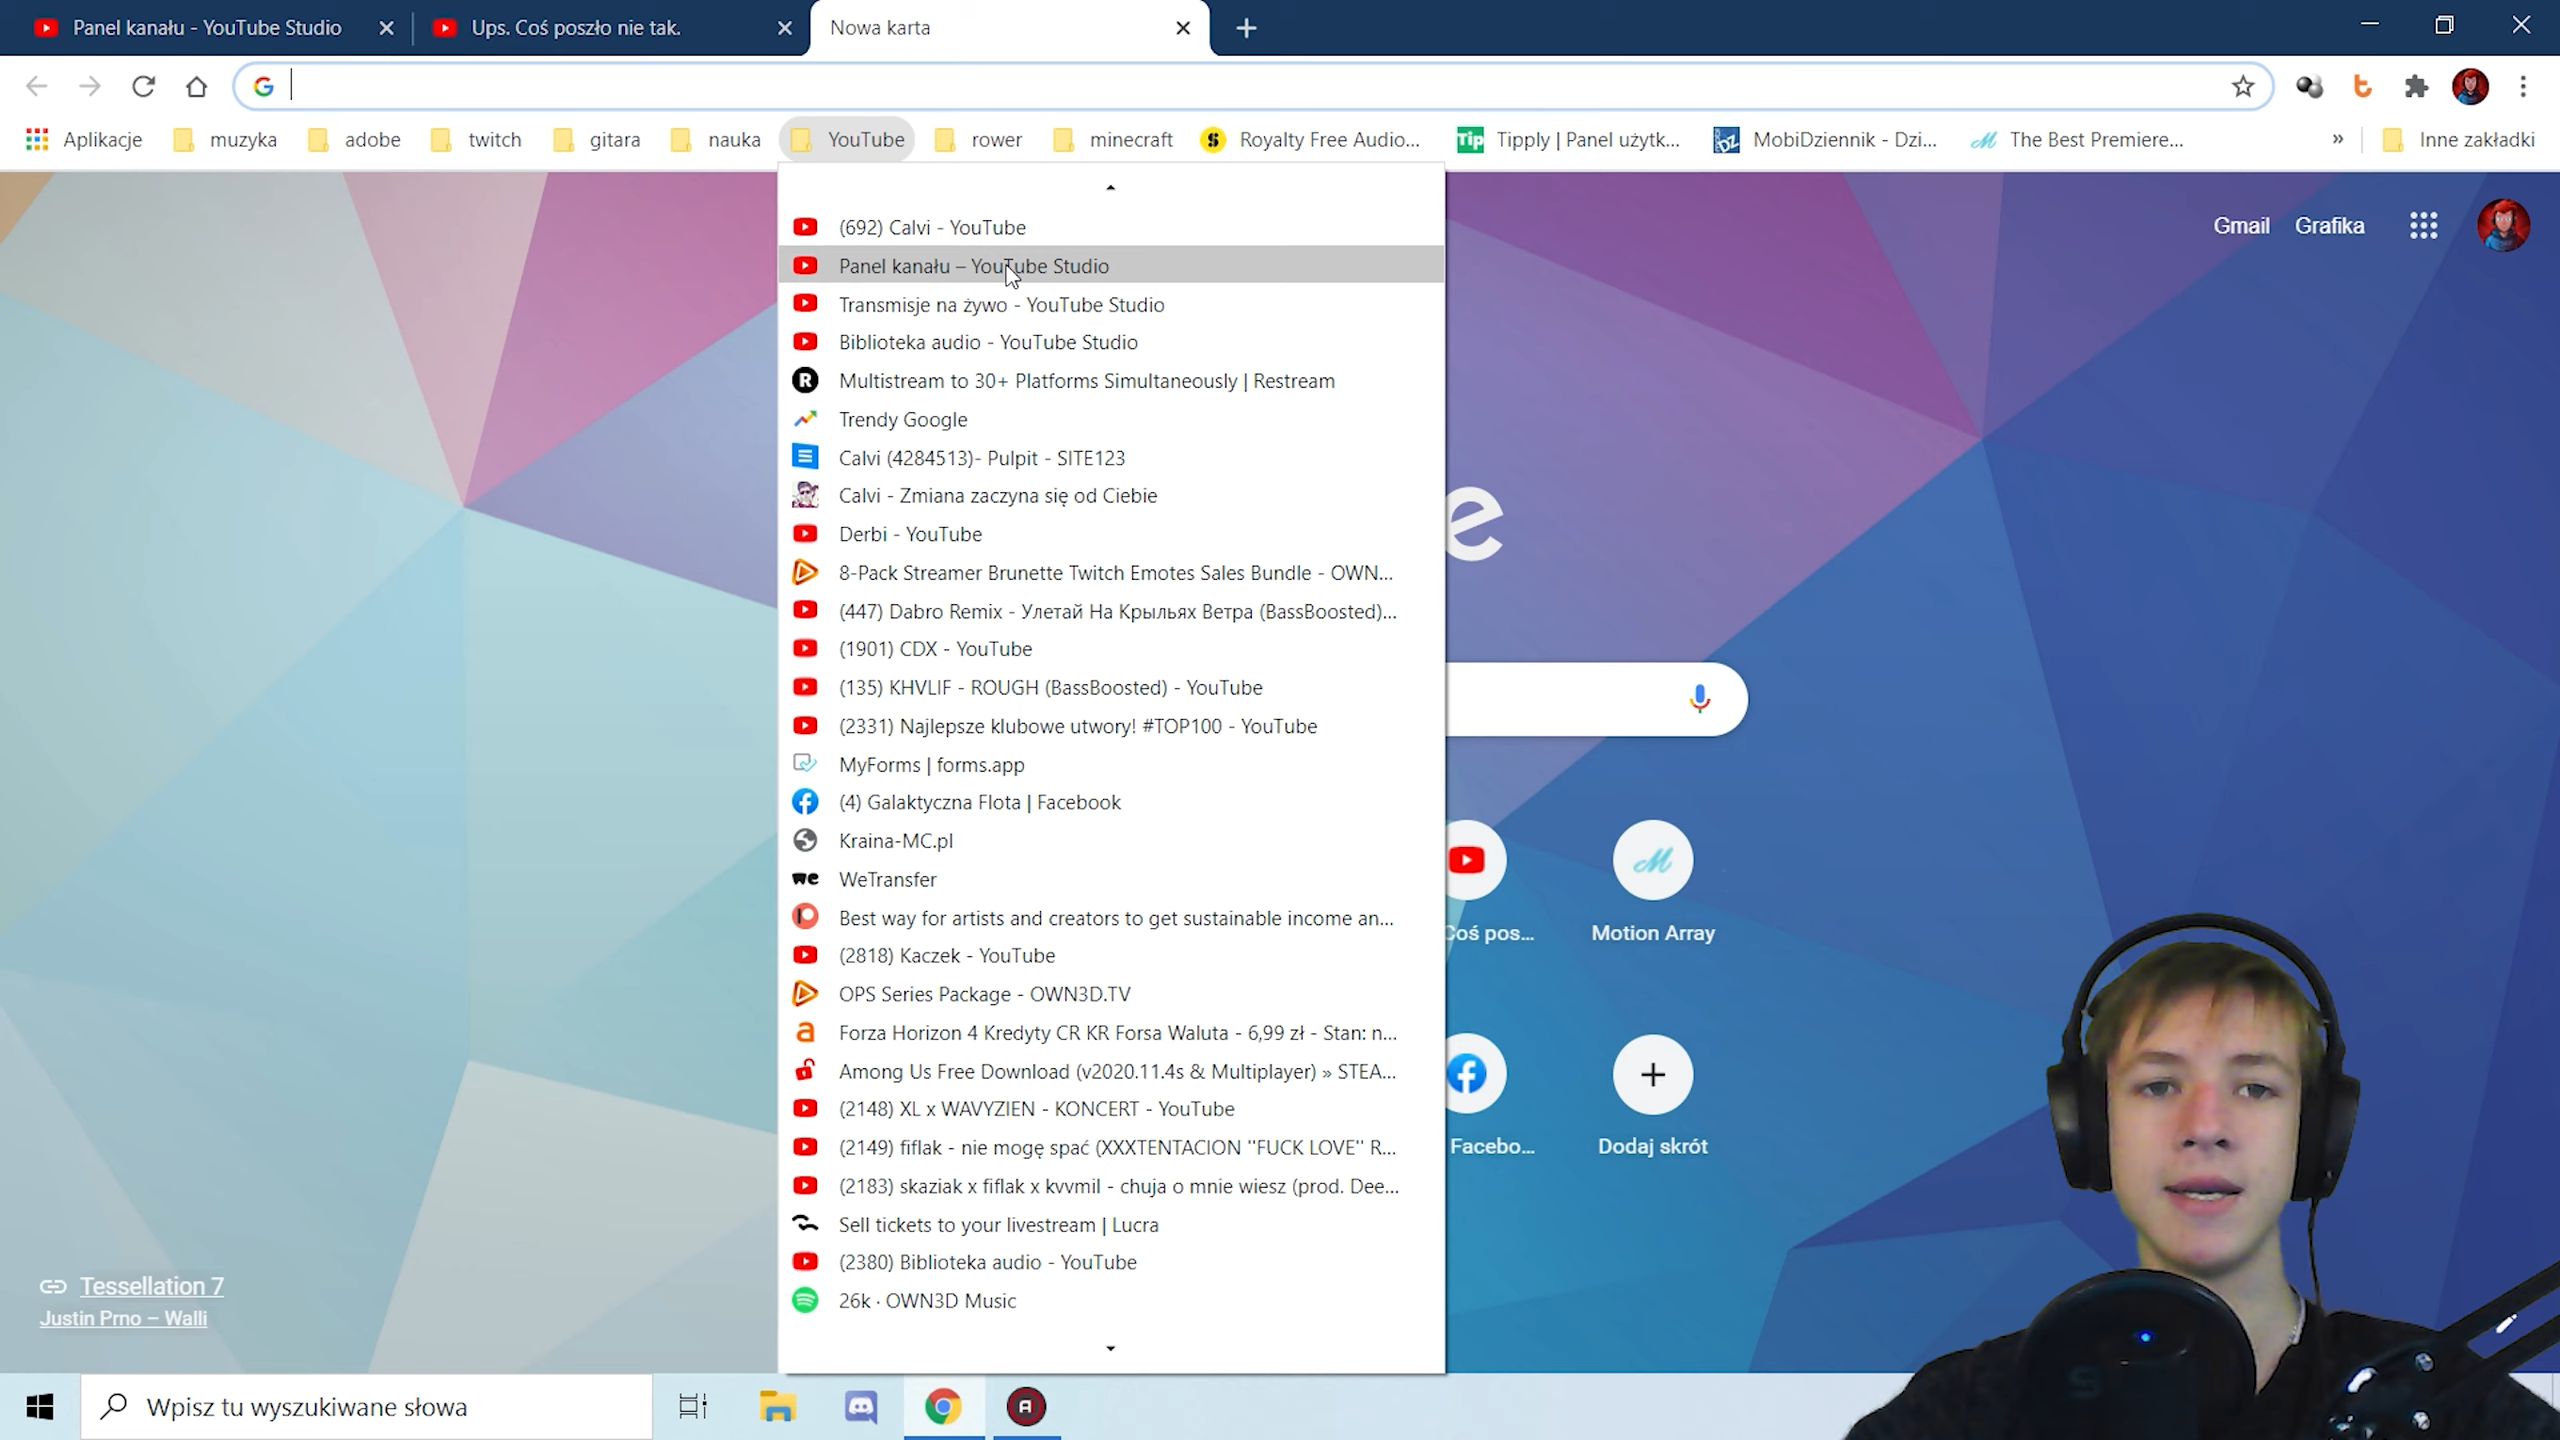 Panel kanału - YouTube Studio
Ups. Coś poszło nie tak.
Nowa karta
Aplikacje
muzyka
adobe
twitch
gitara
nauka
YouTube
rower
minecraft
Royalty Free Audio...
Tip
Tipply | Panel użytk...
DZ
MobiDziennik - Dzi...
The Best Premiere...
»
Inne zakładki
Gmail
Grafika
(692) Calvi - YouTube
Panel kanału – YouTube Studio
Transmisje na żywo - YouTube Studio
Biblioteka audio - YouTube Studio
Multistream to 30+ Platforms Simultaneously | Restream
Trendy Google
Calvi (4284513)- Pulpit - SITE123
Calvi - Zmiana zaczyna się od Ciebie
Derbi - YouTube
8-Pack Streamer Brunette Twitch Emotes Sales Bundle - OWN...
(447) Dabro Remix - Улетай На Крыльях Ветра (BassBoosted)...
(1901) CDX - YouTube
(135) KHVLIF - ROUGH (BassBoosted) - YouTube
(2331) Najlepsze klubowe utwory! #TOP100 - YouTube
MyForms | forms.app
(4) Galaktyczna Flota | Facebook
Kraina-MC.pl
we WeTransfer
Best way for artists and creators to get sustainable income an...
(2818) Kaczek - YouTube
OPS Series Package - OWN3D.TV
Forza Horizon 4 Kredyty CR KR Forsa Waluta - 6,99 zł - Stan: n...
Among Us Free Download (v2020.11.4s & Multiplayer) » STEA...
(2148) XL x WAVYZIEN - KONCERT - YouTube
(2149) fiflak - nie mogę spać (XXXTENTACION "FUCK LOVE" R...
(2183) skaziak x fiflak x kvvmil - chuja o mnie wiesz (prod. Dee...
Sell tickets to your livestream | Lucra
(2380) Biblioteka audio - YouTube
26k · OWN3D Music
e
Coś pos...
Motion Array
Facebo...
Dodaj skrót
Tessellation 7
Justin Prno – Walli
Wpisz tu wyszukiwane słowa